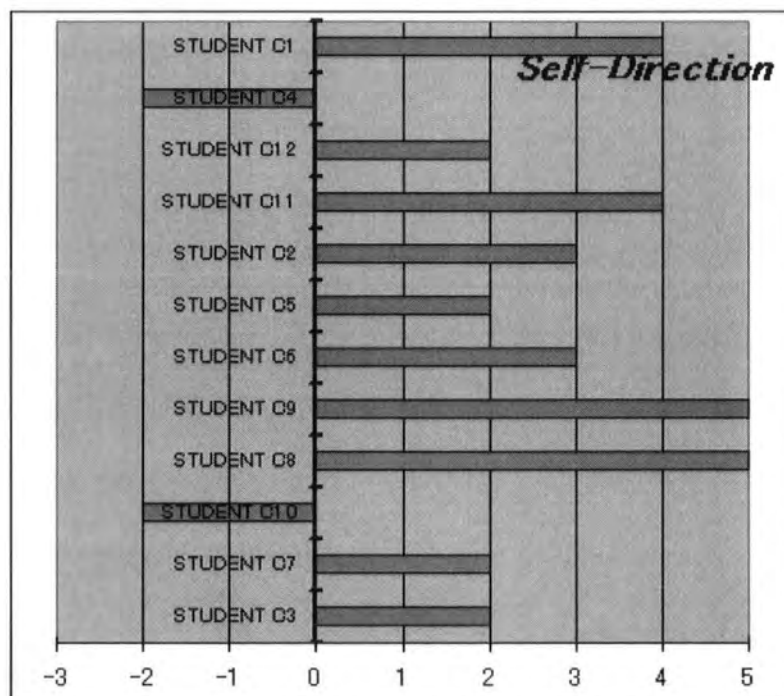 STUDENT C1
Self-Direction
STUDENT C4
STUDENT C12
STUDENT C11
STUDENT C2
STUDENT C5
STUDENT C6
STUDENT C9
STUDENT C8
STUDENT C10
STUDENT C7
STUDENT C3
-3 -2 -1 0 1 2 3 4 5